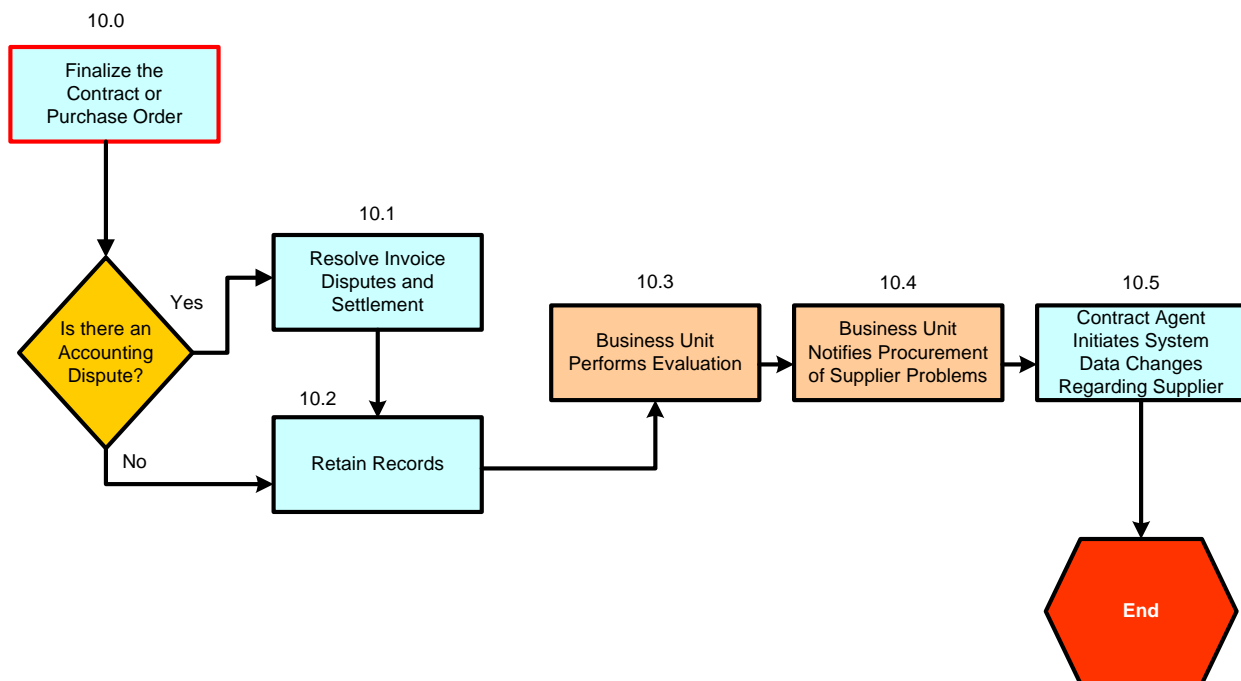 10.0
Finalize the
Contract or
Purchase Order
Is there an
Accounting
Dispute?
Yes
No
10.1
Resolve Invoice
Disputes and
Settlement
10.2
Retain Records
10.3
Business Unit
Performs Evaluation
10.4
Business Unit
Notifies Procurement
of Supplier Problems
10.5
Contract Agent
Initiates System
Data Changes
Regarding Supplier
End